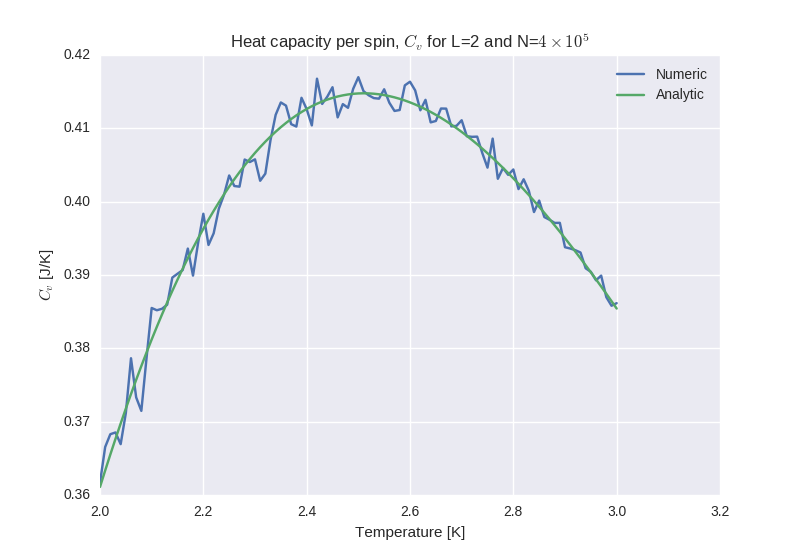 Heat capacity per spin, $C_v$ for L=2 and N=$4 \times 10^5$
Numeric
Analytic
0.42
0.41
0.40
0.39
0.38
0.37
0.36
$C_v$ [J/K]
2.0 2.2 2.4 2.6 2.8 3.0 3.2
Temperature [K]